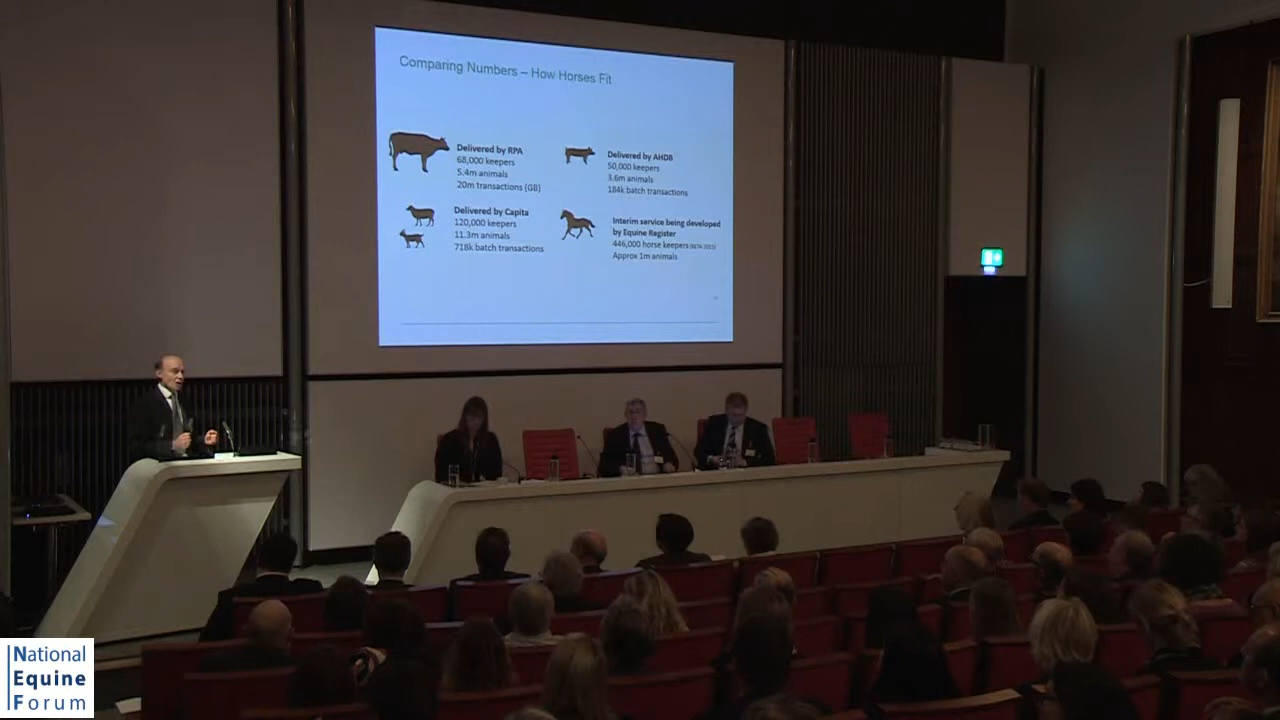 Comparing Numbers – How Horses Fit
Delivered by RPA
68,000 keepers
5.4m animals
20m transactions (GB)
Delivered by AHDB
50,000 keepers
3.6m animals
184k batch transactions
Delivered by Capita
120,000 keepers
11.3m animals
718k batch transactions
Interim service being developed
by Equine Register
446,000 horse keepers (BETA 2015)
Approx 1m animals
National
Equine
Forum